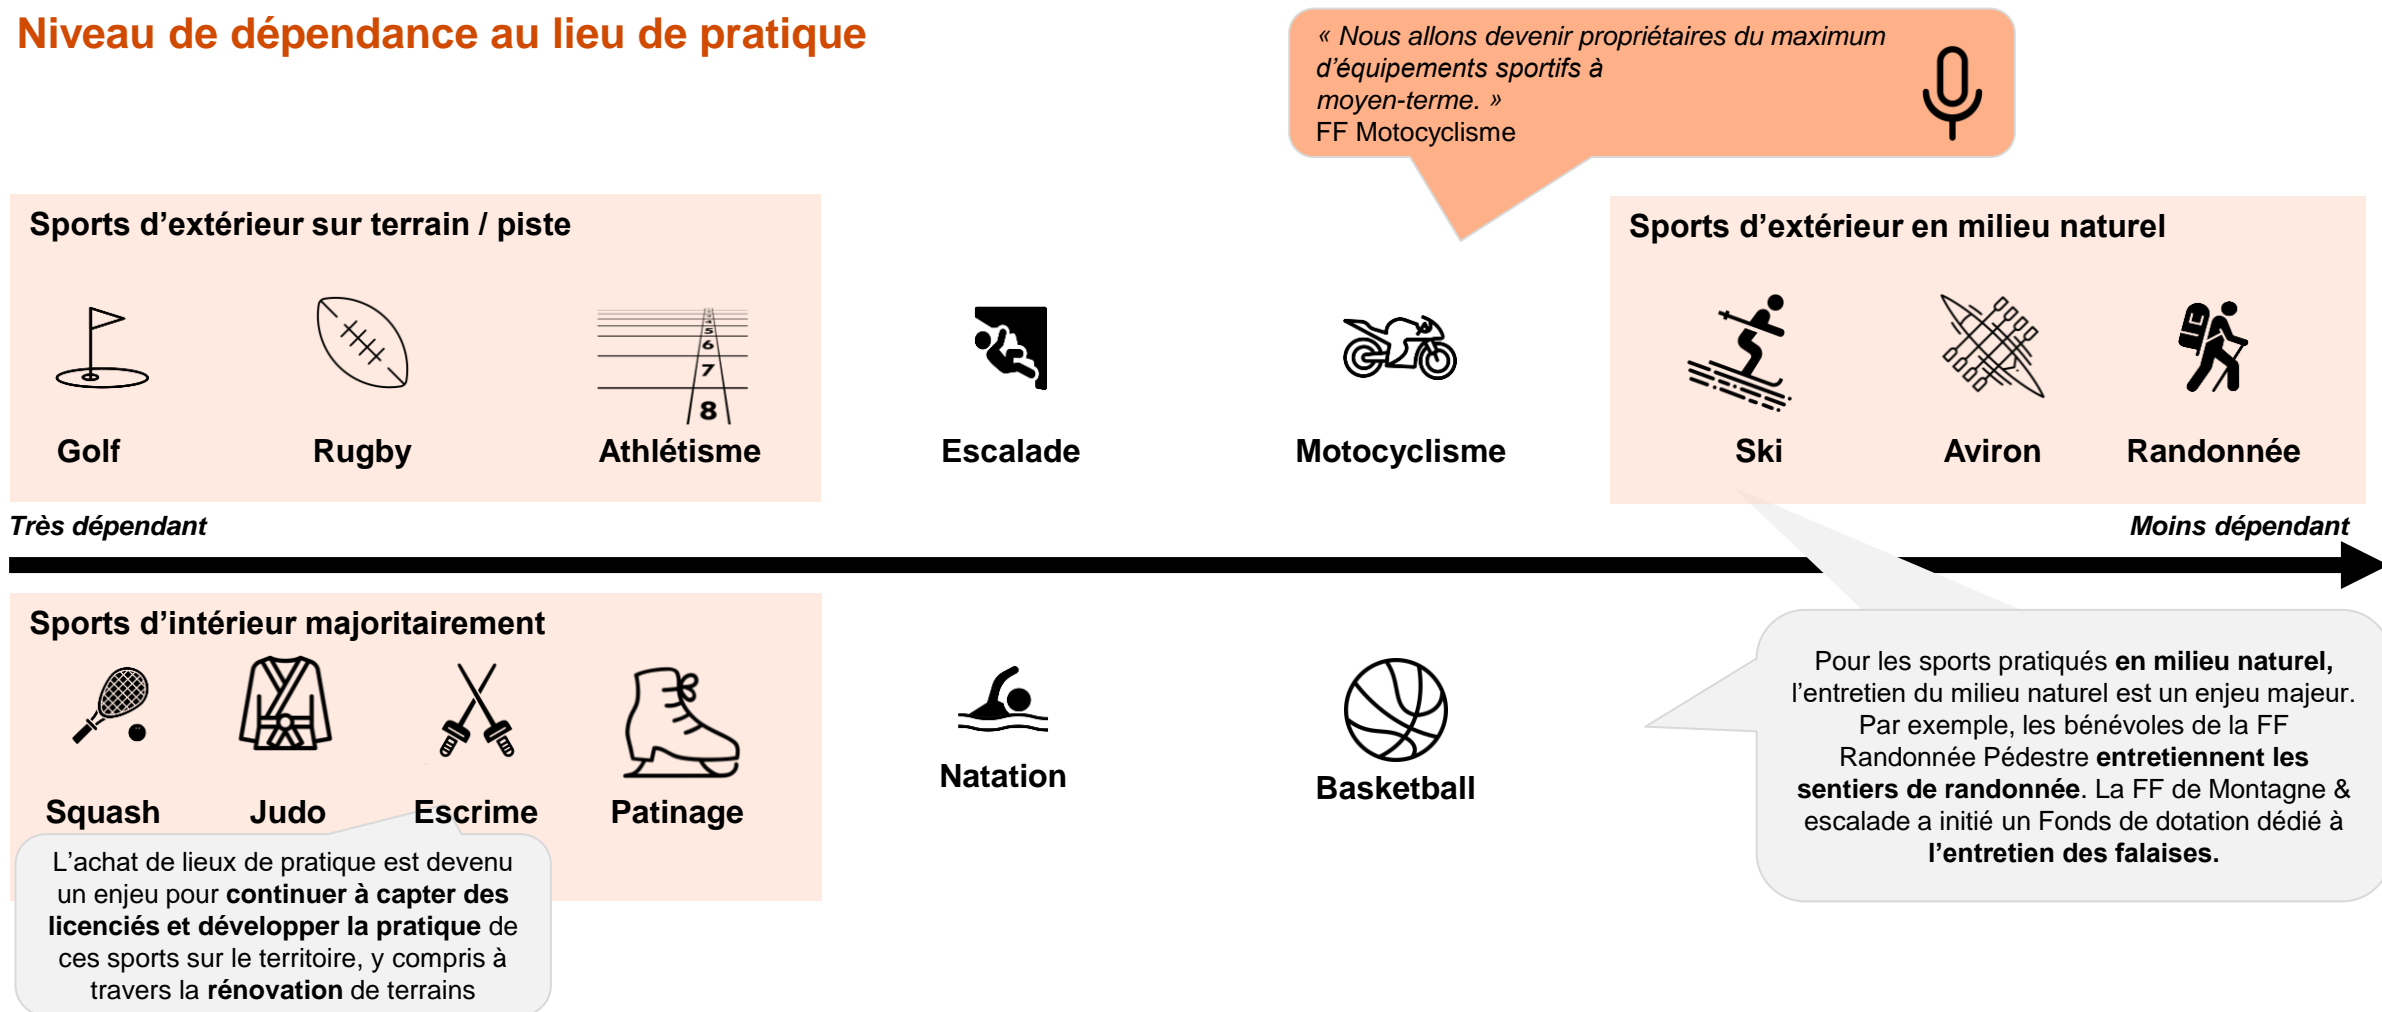 Niveau de dépendance au lieu de pratique
« Nous allons devenir propriétaires du maximum
d’équipements sportifs à
moyen-terme. »
FF Motocyclisme
Sports d’extérieur sur terrain / piste
Sports d’extérieur en milieu naturel
5
6
7
8
Golf
Rugby
Athlétisme
Escalade
Motocyclisme
Ski
Aviron
Randonnée
Très dépendant
Moins dépendant
Sports d’intérieur majoritairement
Squash
Judo
Escrime
Patinage
Natation
Basketball
L’achat de lieux de pratique est devenu
un enjeu pour continuer à capter des
licenciés et développer la pratique de
ces sports sur le territoire, y compris à
travers la rénovation de terrains
Pour les sports pratiqués en milieu naturel,
l’entretien du milieu naturel est un enjeu majeur.
Par exemple, les bénévoles de la FF
Randonnée Pédestre entretiennent les
sentiers de randonnée. La FF de Montagne &
escalade a initié un Fonds de dotation dédié à
l’entretien des falaises.